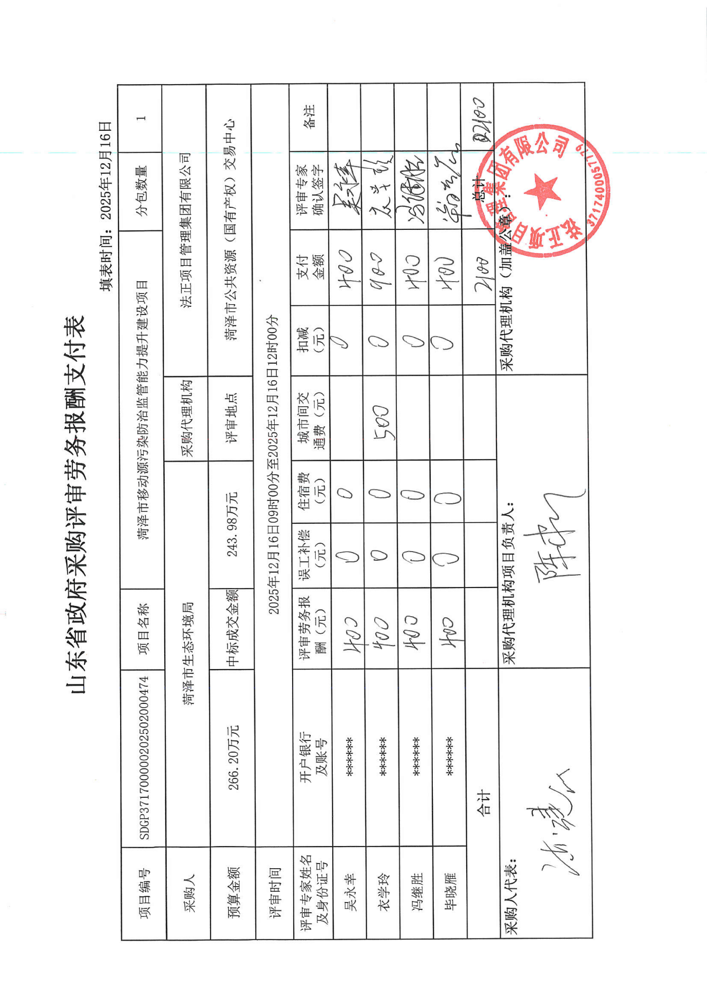 山东省政府采购评审劳务报酬支付表
填表时间：2025年12月16日
项目编号 SDGP371700000202502000474 项目名称 菏泽市移动源污染防治监管能力提升建设项目 分包数量 1
采购人 菏泽市生态环境局 采购代理机构 法正项目管理集团有限公司
预算金额 266.20万元 中标成交金额 243.98万元 评审地点 菏泽市公共资源（国有产权）交易中心
评审时间 2025年12月16日09时00分至2025年12月16日12时00分
评审专家姓名及身份证号 开户银行及账号 评审劳务报酬（元） 误工补偿（元） 住宿费（元） 城市间交通费（元） 扣减（元） 支付金额 评审专家确认签字 备注
吴永幸 ****** 400 0 0 0 400
衣学玲 ****** 400 0 0 500 0 900
冯继胜 ****** 400 0 0 0 400 冯继胜
毕晓雁 ****** 400 0 0 0 400
合计 2100 总计 2100
采购人代表： 采购代理机构项目负责人： 采购代理机构（加盖公章）：
法正项目管理集团有限公司
3717400057779